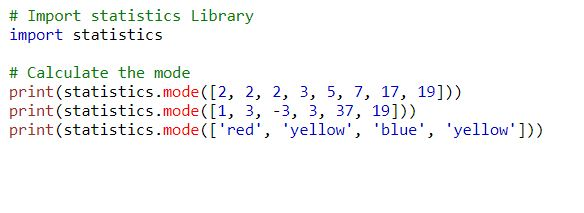 # Import statistics Library
import statistics
# Calculate the mode
print(statistics.mode([2, 2, 2, 3, 5, 7, 17, 19]))
print(statistics.mode([1, 3, -3, 3, 37, 19]))
print(statistics.mode(['red', 'yellow', 'blue', 'yellow']))